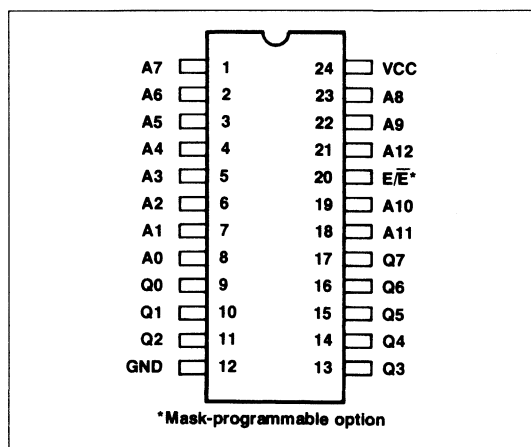 A7 1 24 VCC
A6 2 23 A8
A5 3 22 A9
A4 4 21 A12
A3 5 20 E/E̅*
A2 6 19 A10
A1 7 18 A11
A0 8 17 Q7
Q0 9 16 Q6
Q1 10 15 Q5
Q2 11 14 Q4
GND 12 13 Q3
*Mask-programmable option